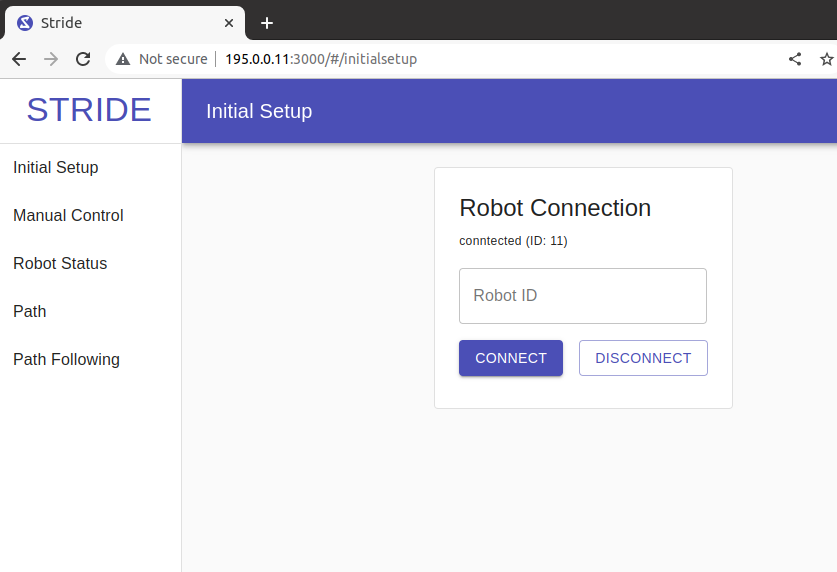 Stride
Not secure 195.0.0.11:3000/#/initialsetup
STRIDE
Initial Setup
Initial Setup
Manual Control
Robot Status
Path
Path Following
Robot Connection
conntected (ID: 11)
Robot ID
CONNECT
DISCONNECT